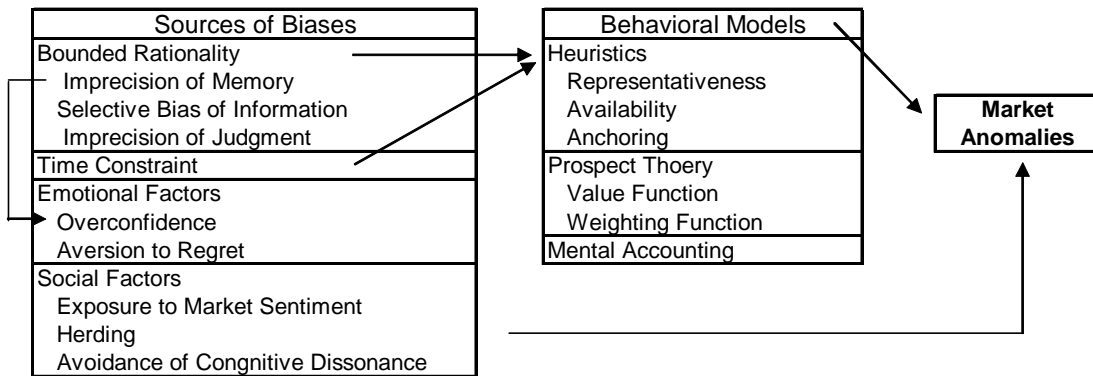 Sources of Biases
Bounded Rationality
Imprecision of Memory
Selective Bias of Information
Imprecision of Judgment
Time Constraint
Emotional Factors
Overconfidence
Aversion to Regret
Social Factors
Exposure to Market Sentiment
Herding
Avoidance of Congnitive Dissonance
Behavioral Models
Heuristics
Representativeness
Availability
Anchoring
Prospect Thoery
Value Function
Weighting Function
Mental Accounting
Market
Anomalies